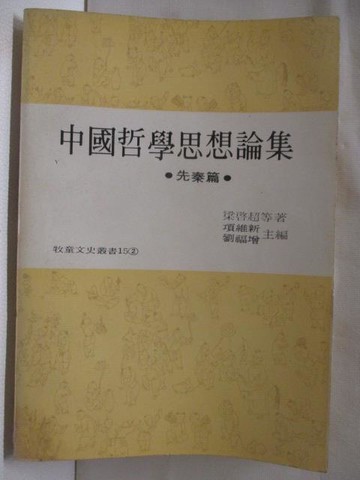 中國哲學思想論集
•先秦篇•
梁啓超等著
項維新
劉福增
主編
牧童文史叢書15②